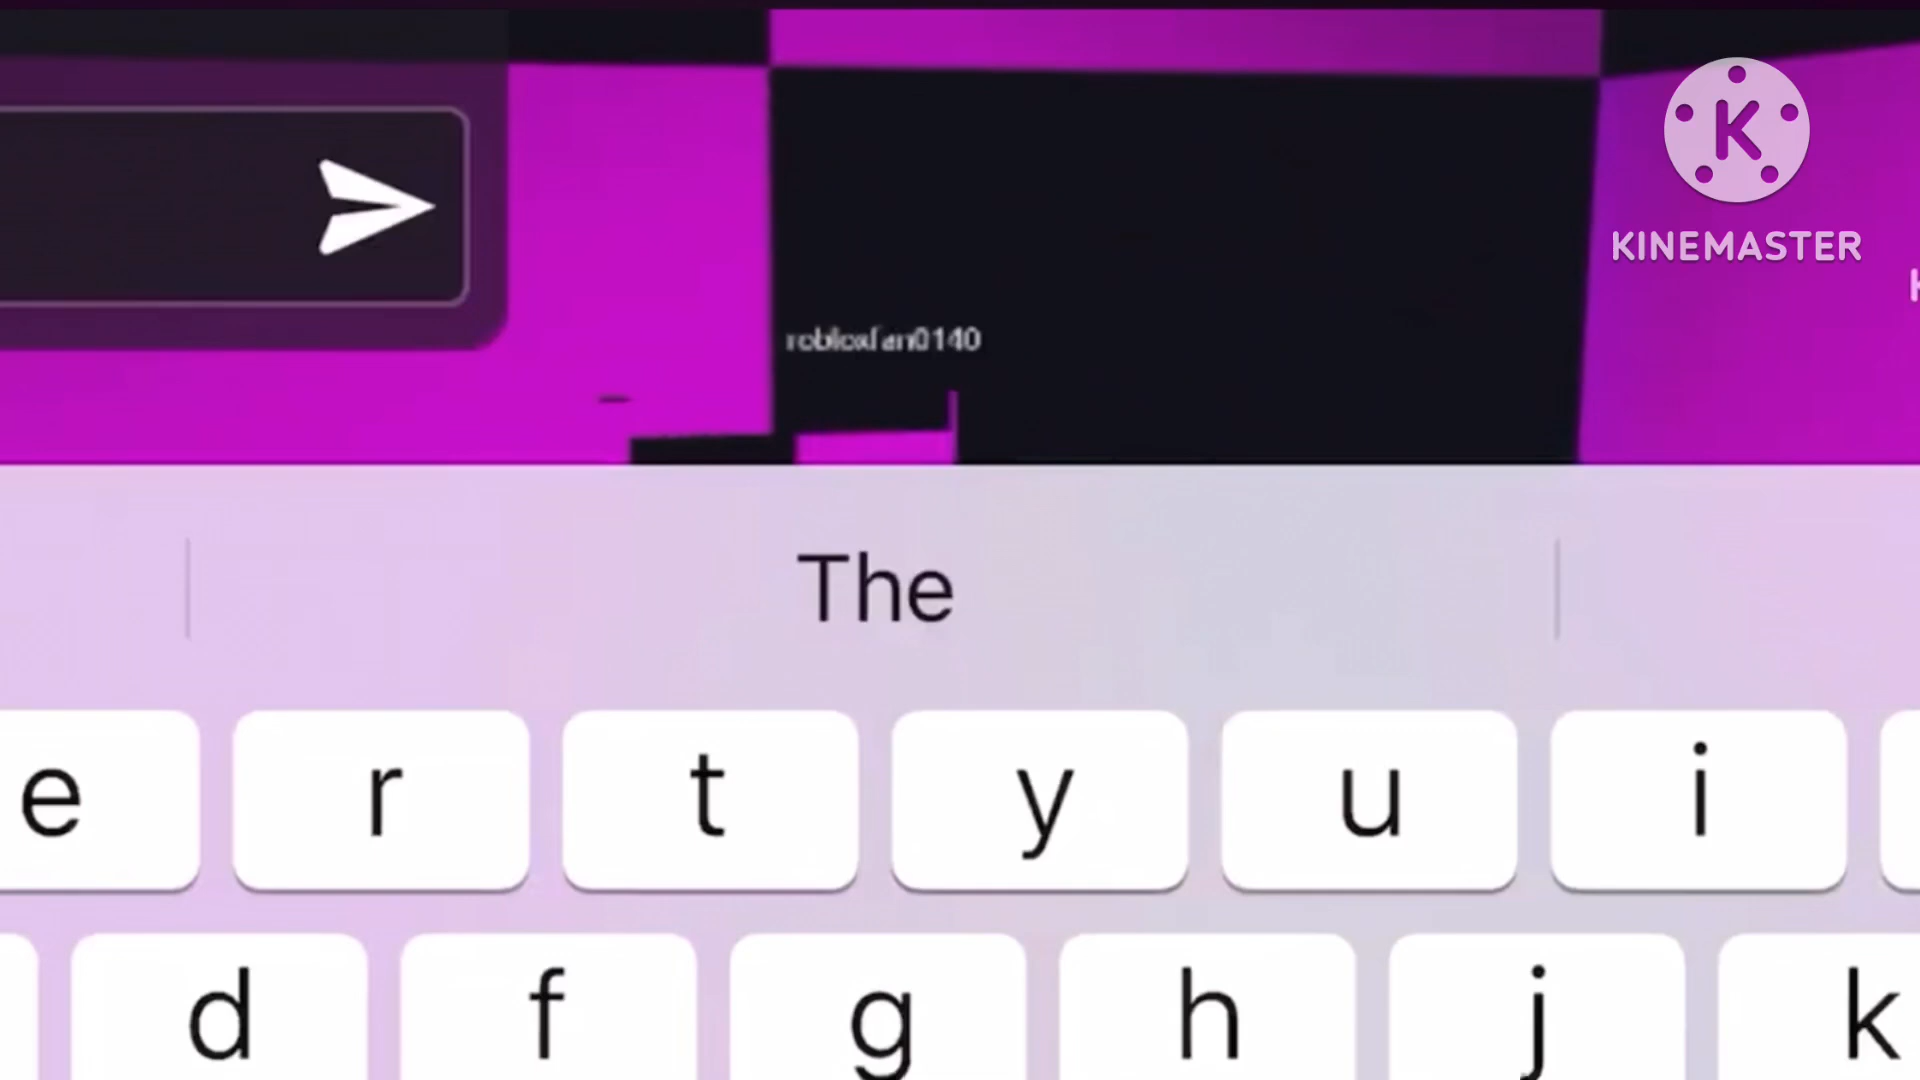 K
KINEMASTER
K
robloxfan0140
The
e r t y u i
d f g h j k